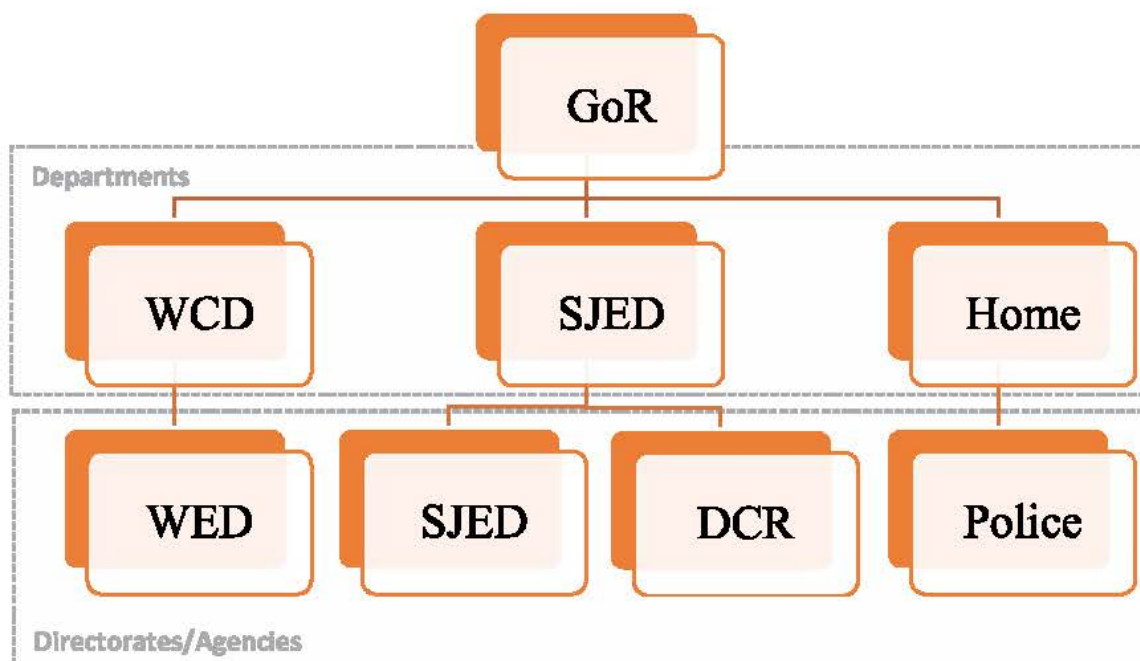 GoR
Departments
WCD
SJED
Home
WED
SJED
DCR
Police
Directorates/Agencies